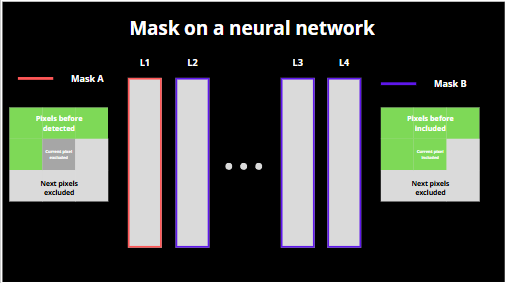 Mask on a neural network
L1 L2 L3 L4
Mask A
Mask B
Pixels before
detected
Current pixel
excluded
Next pixels
excluded
Pixels before
included
Current pixel
included
Next pixels
excluded